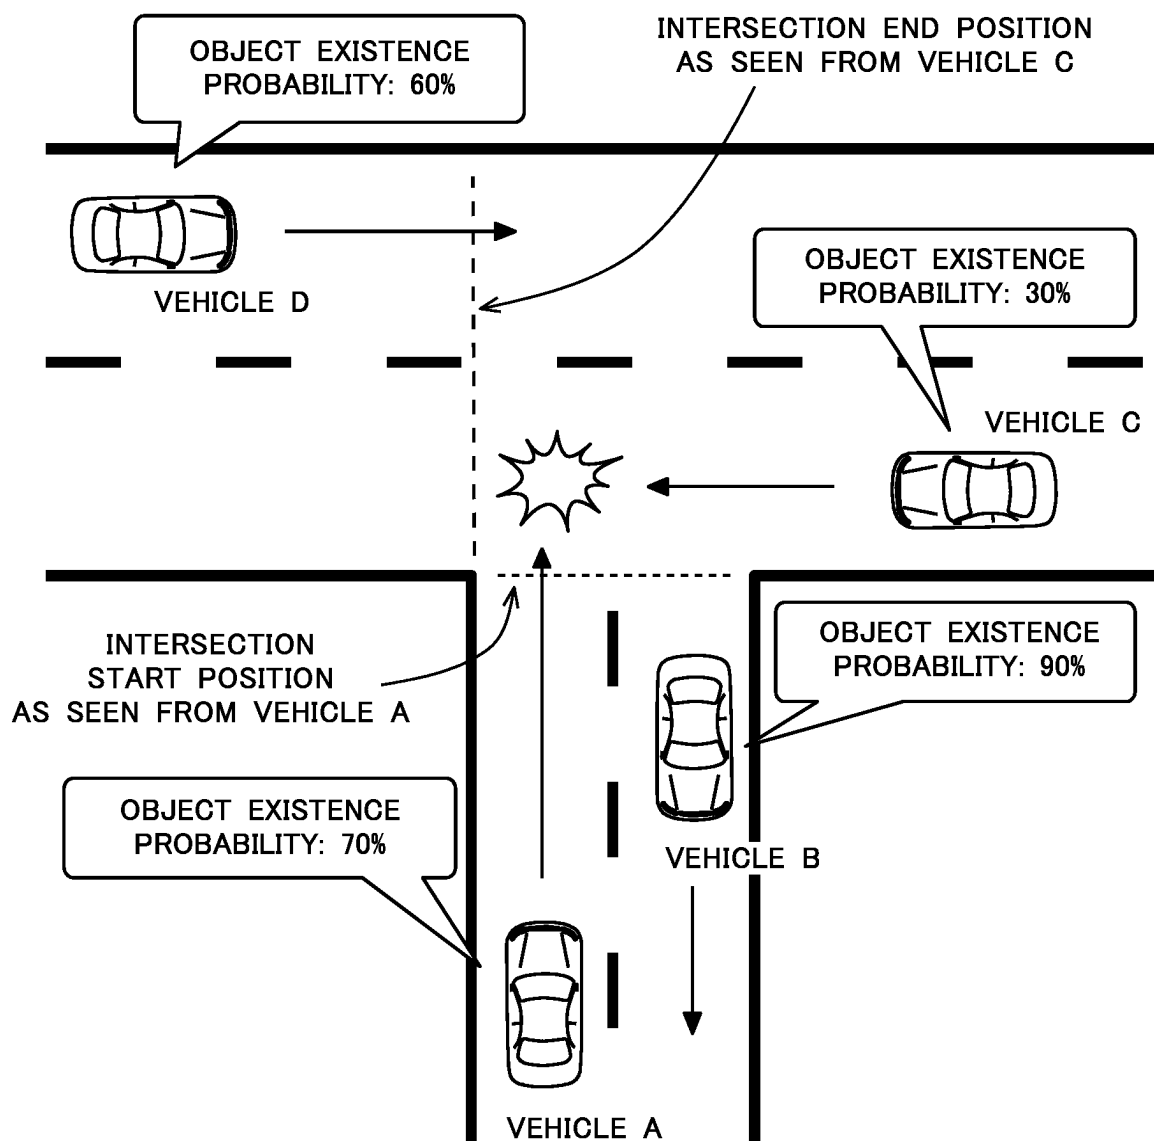 OBJECT EXISTENCE
PROBABILITY: 60%
INTERSECTION END POSITION
AS SEEN FROM VEHICLE C
VEHICLE D
OBJECT EXISTENCE
PROBABILITY: 30%
VEHICLE C
INTERSECTION
START POSITION
AS SEEN FROM VEHICLE A
OBJECT EXISTENCE
PROBABILITY: 90%
OBJECT EXISTENCE
PROBABILITY: 70%
VEHICLE B
VEHICLE A